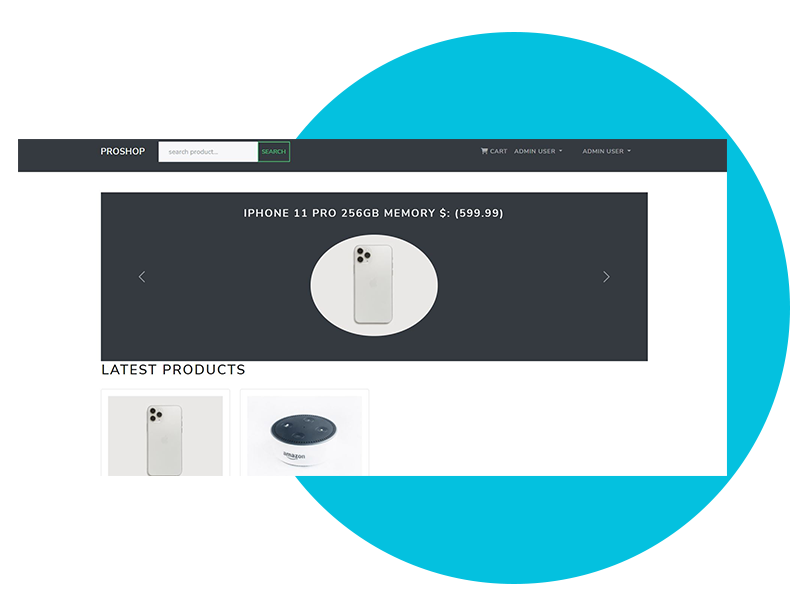 PROSHOP search product... SEARCH CART ADMIN USER ADMIN USER
IPHONE 11 PRO 256GB MEMORY $: (599.99)
LATEST PRODUCTS
amazon